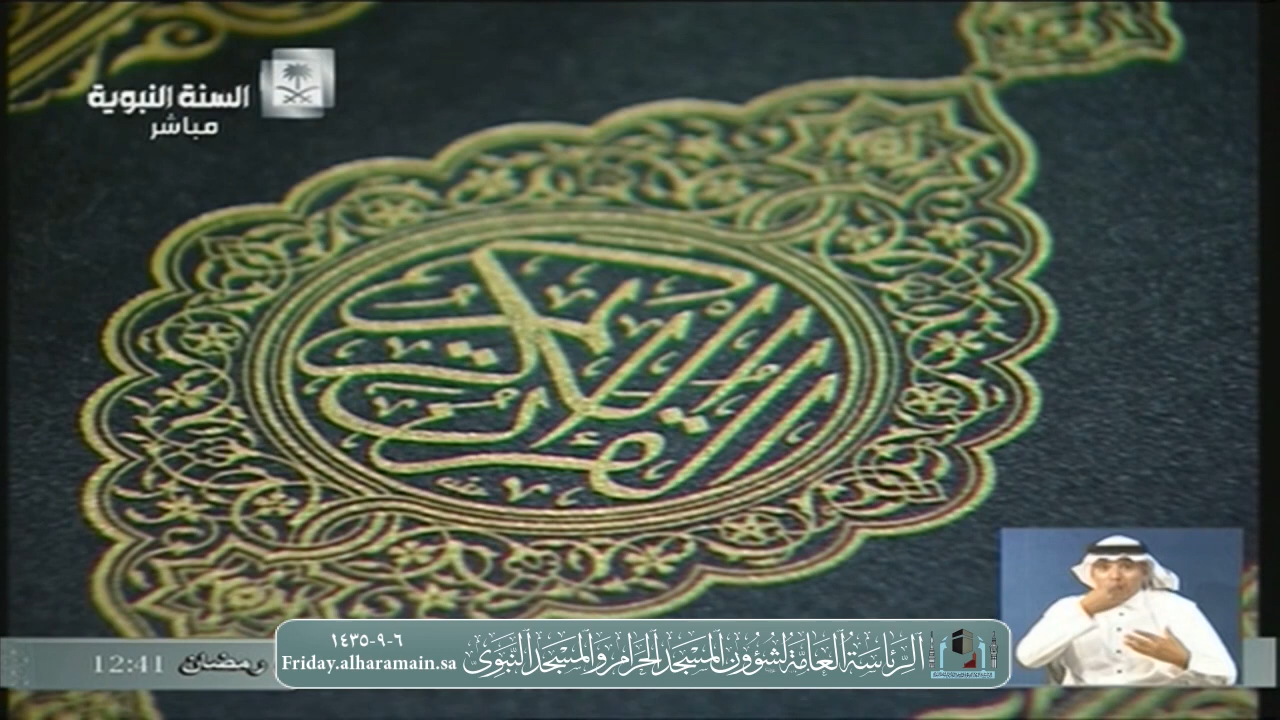 السنة النبوية
مباشر
القرآن الكريم
١٤٣٥-٩-٦
الرئاسة العامة لشؤون المسجد الحرام والمسجد النبوي
Friday.alharamain.sa
12:41
رمضان